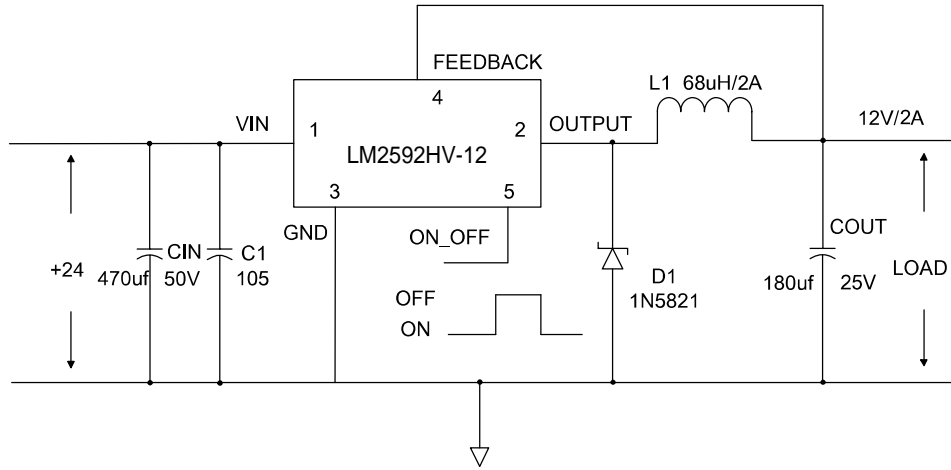 FEEDBACK
L1 68uH/2A
4
VIN
1
2
OUTPUT
12V/2A
LM2592HV-12
3
5
GND
ON_OFF
COUT
+24
470uf
CIN
50V
C1
105
D1
1N5821
180uf
25V
LOAD
OFF
ON